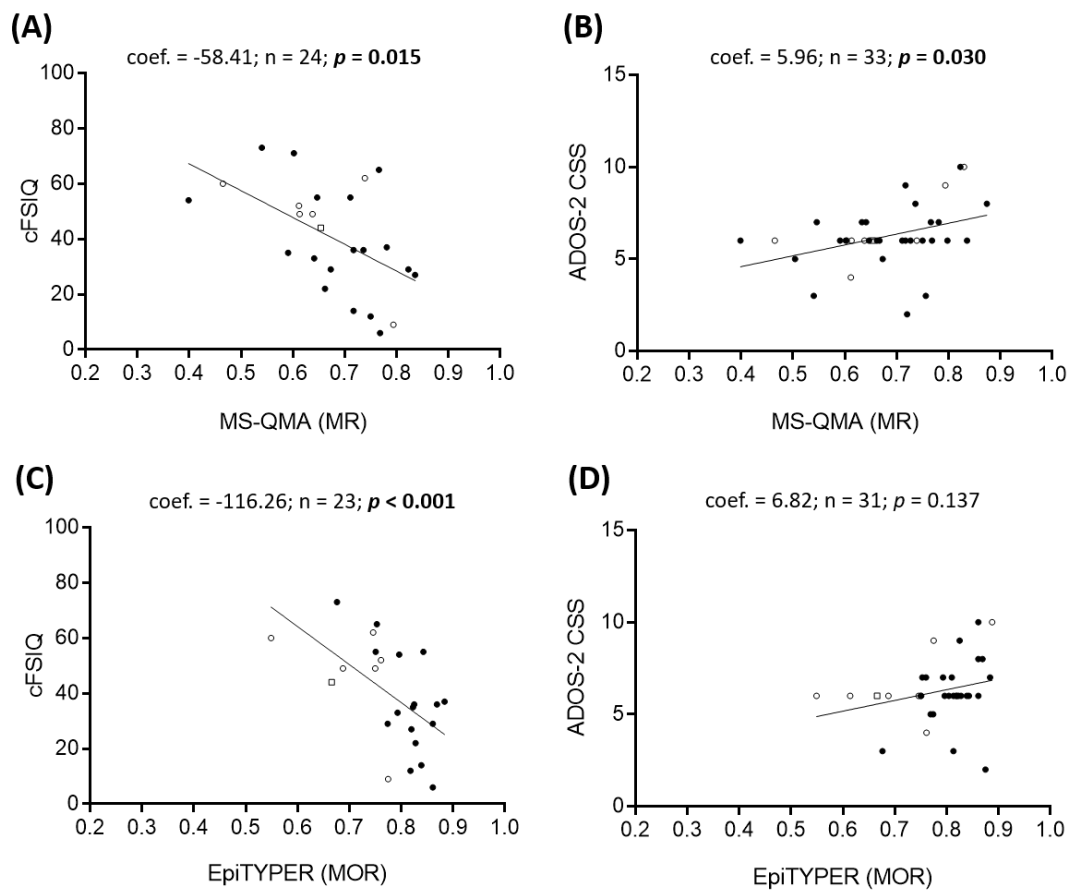 (A)
coef. = -58.41; n = 24; p = 0.015
100
80
60
40
20
0
cFSIQ
0.2 0.3 0.4 0.5 0.6 0.7 0.8 0.9 1.0
MS-QMA (MR)
(B)
coef. = 5.96; n = 33; p = 0.030
15
10
5
0
ADOS-2 CSS
0.2 0.3 0.4 0.5 0.6 0.7 0.8 0.9 1.0
MS-QMA (MR)
(C)
coef. = -116.26; n = 23; p < 0.001
100
80
60
40
20
0
cFSIQ
0.2 0.3 0.4 0.5 0.6 0.7 0.8 0.9 1.0
EpiTYPER (MOR)
(D)
coef. = 6.82; n = 31; p = 0.137
15
10
5
0
ADOS-2 CSS
0.2 0.3 0.4 0.5 0.6 0.7 0.8 0.9 1.0
EpiTYPER (MOR)